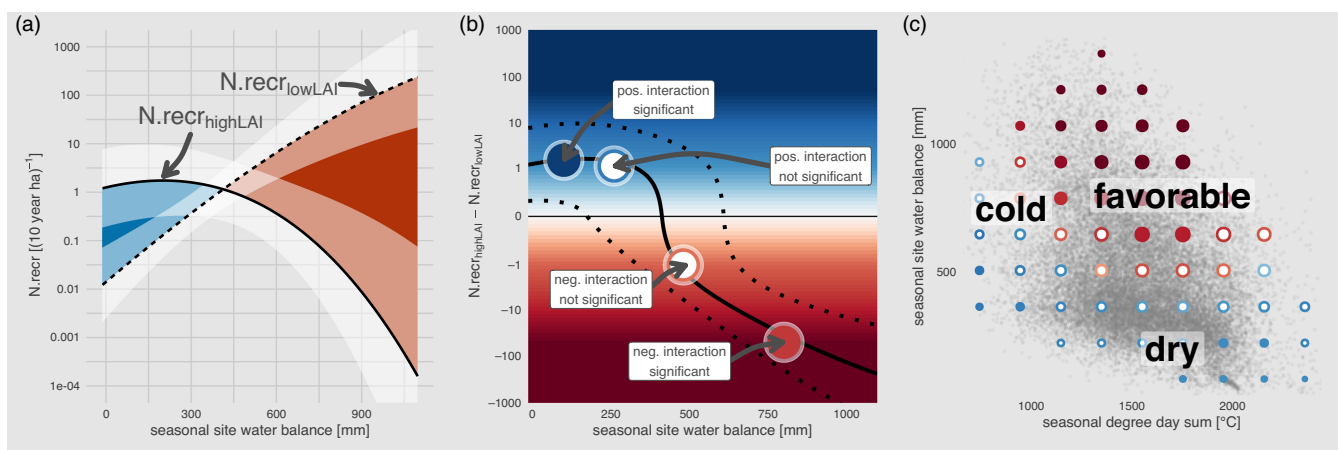 (a)
1000
100
10
1
0.1
0.01
0.001
1e-04
N.recr [(10 year ha)⁻¹]
N.recr_lowLAI
N.recr_highLAI
0 300 600 900
seasonal site water balance [mm]
(b)
1000
100
10
1
0
−1
−10
−100
−1000
N.recr_highLAI − N.recr_lowLAI
pos. interaction
significant
pos. interaction
not significant
neg. interaction
not significant
neg. interaction
significant
0 250 500 750 1000
seasonal site water balance [mm]
(c)
1000
500
seasonal site water balance [mm]
cold
favorable
dry
1000 1500 2000
seasonal degree day sum [°C]